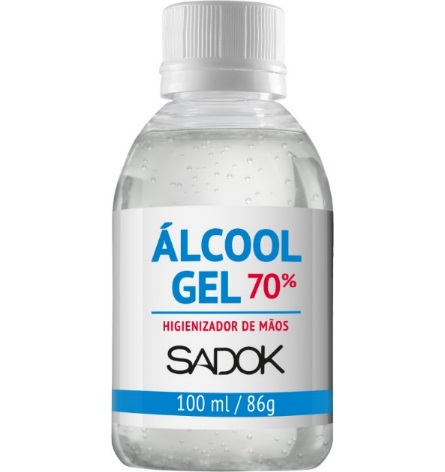 ÁLCOOL
GEL 70%
HIGIENIZADOR DE MÃOS
SADOK
100 ml / 86g